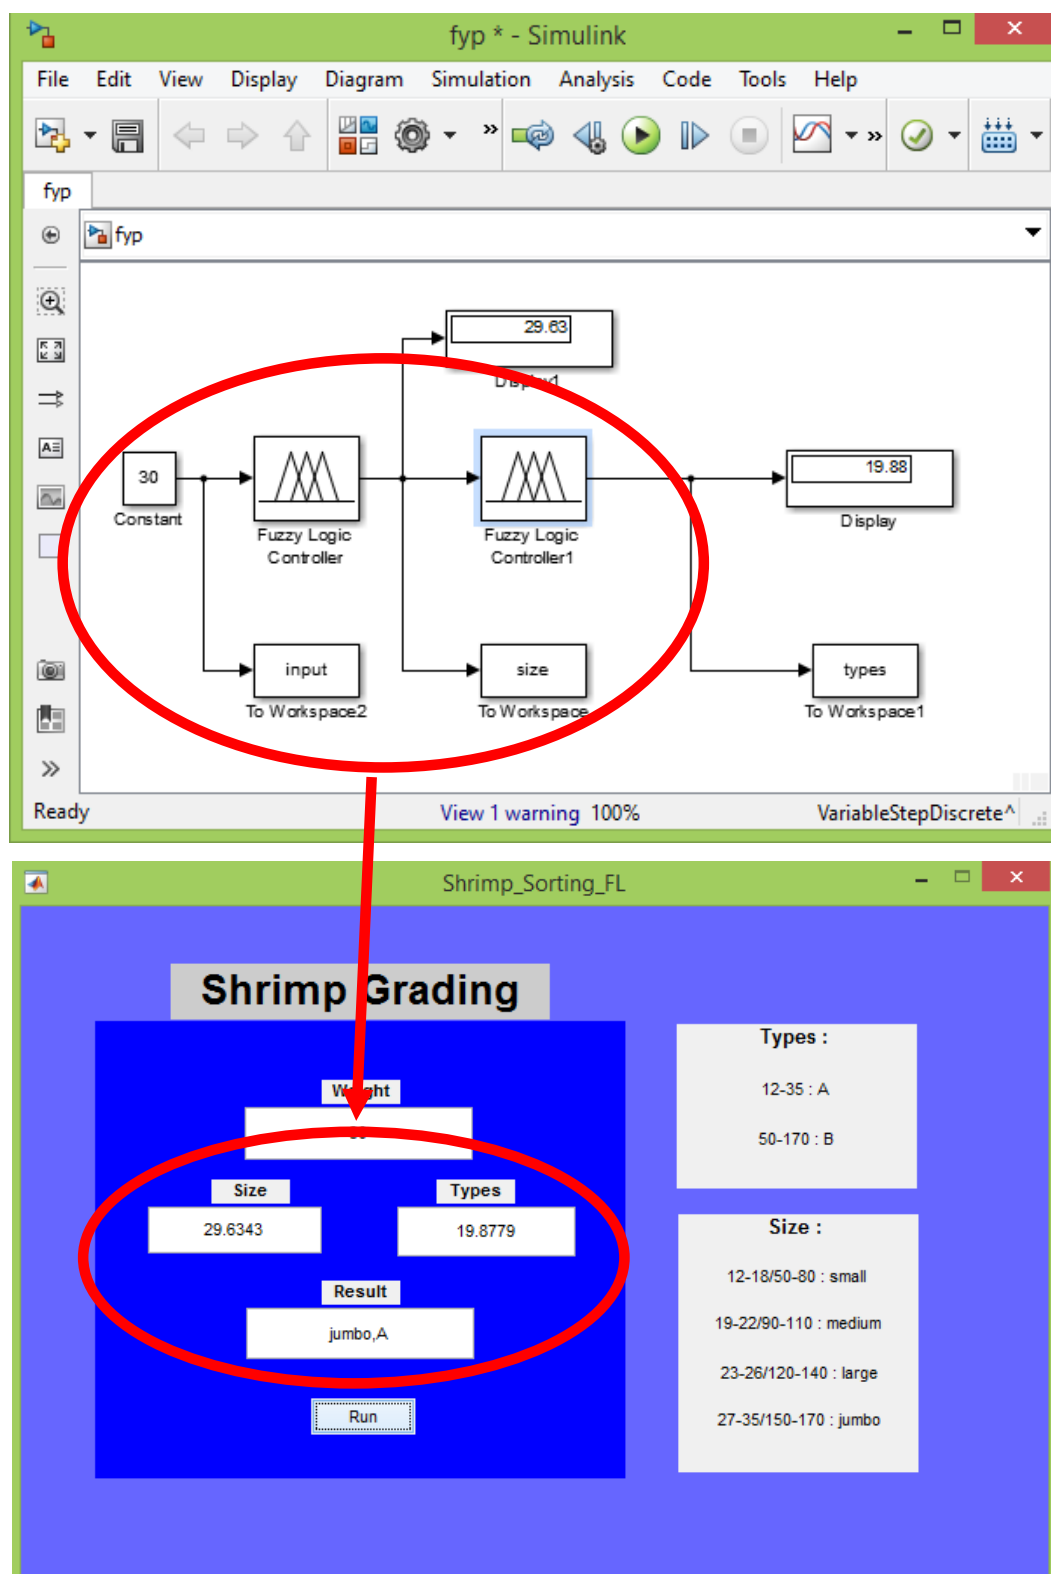 fyp * - Simulink
File Edit View Display Diagram Simulation Analysis Code Tools Help
fyp
fyp
29.63
Display1
30
Constant
Fuzzy Logic
Controller
Fuzzy Logic
Controller1
19.88
Display
input
To Workspace2
size
To Workspace
types
To Workspace1
Ready View 1 warning 100% VariableStepDiscrete^
Shrimp_Sorting_FL
Shrimp Grading
Weight
Size
29.6343
Types
19.8779
Result
jumbo,A
Run
Types :
12-35 : A
50-170 : B
Size :
12-18/50-80 : small
19-22/90-110 : medium
23-26/120-140 : large
27-35/150-170 : jumbo